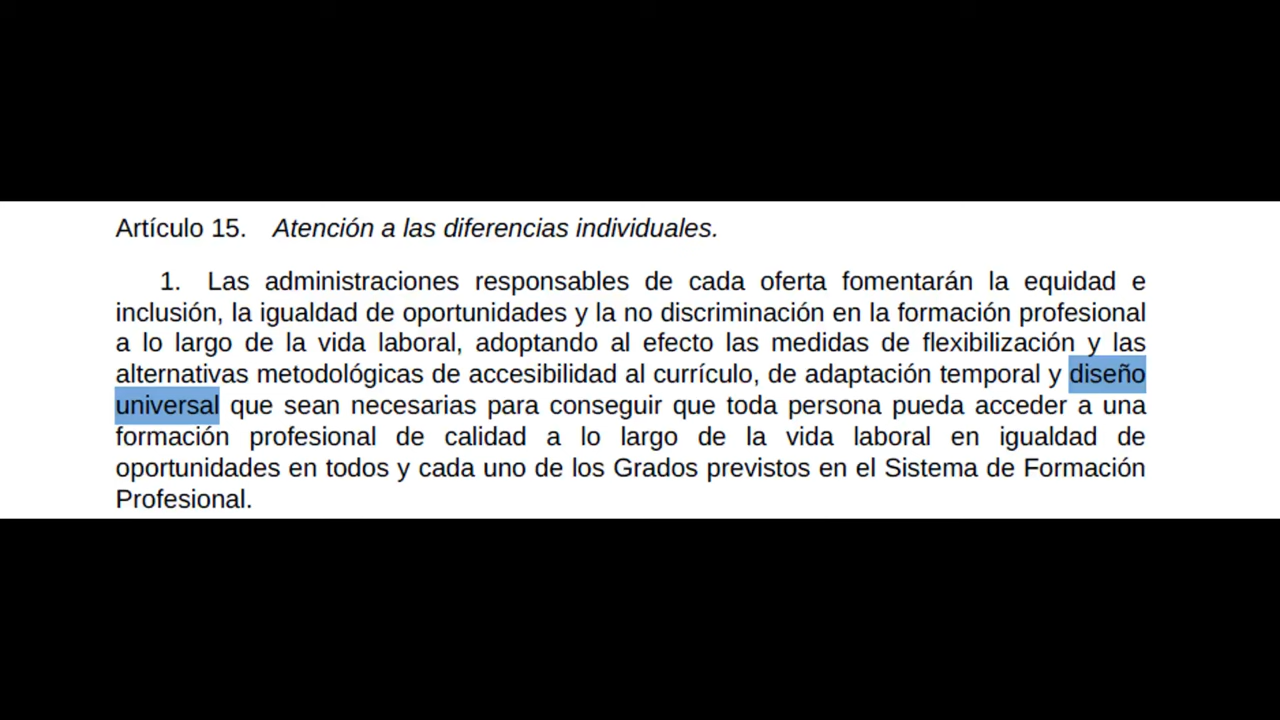 Artículo 15. Atención a las diferencias individuales.
1. Las administraciones responsables de cada oferta fomentarán la equidad e
inclusión, la igualdad de oportunidades y la no discriminación en la formación profesional
a lo largo de la vida laboral, adoptando al efecto las medidas de flexibilización y las
alternativas metodológicas de accesibilidad al currículo, de adaptación temporal y diseño
universal que sean necesarias para conseguir que toda persona pueda acceder a una
formación profesional de calidad a lo largo de la vida laboral en igualdad de
oportunidades en todos y cada uno de los Grados previstos en el Sistema de Formación
Profesional.